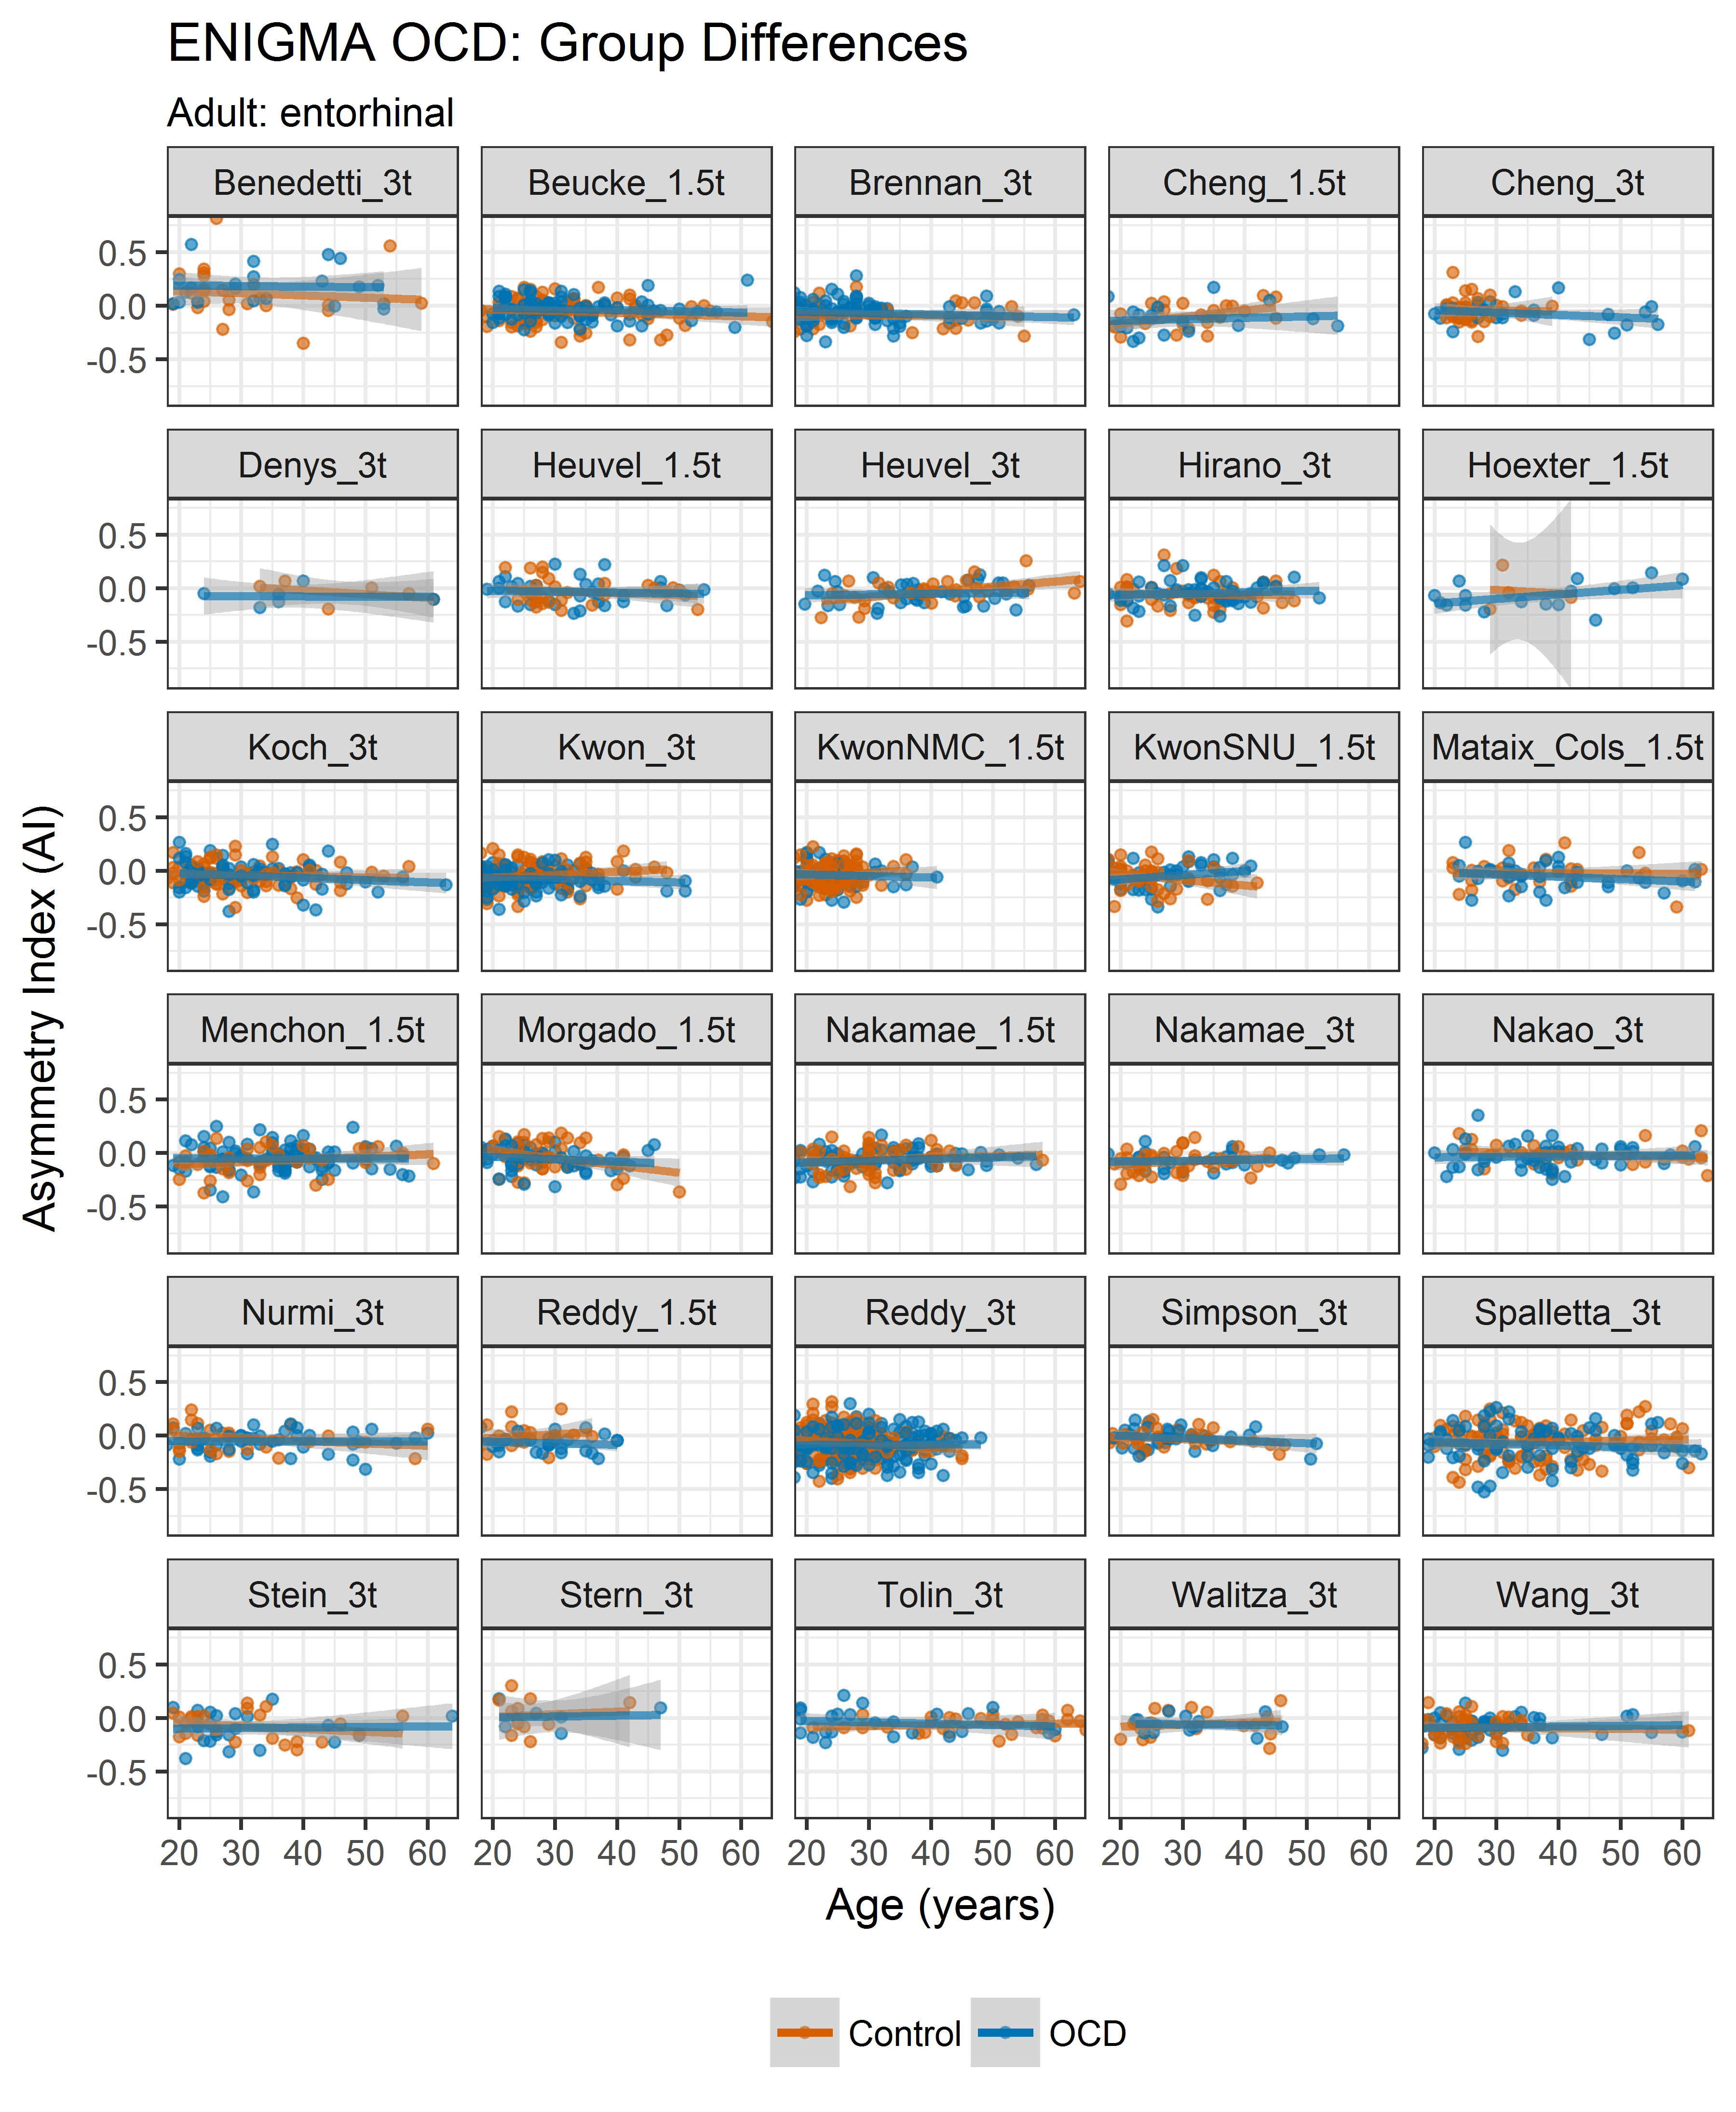 ENIGMA OCD: Group Differences
Adult: entorhinal
Benedetti_3t Beucke_1.5t Brennan_3t Cheng_1.5t Cheng_3t
0.5
0.0
-0.5
Denys_3t Heuvel_1.5t Heuvel_3t Hirano_3t Hoexter_1.5t
0.5
0.0
-0.5
Koch_3t Kwon_3t KwonNMC_1.5t KwonSNU_1.5t Mataix_Cols_1.5t
0.5
0.0
-0.5
Asymmetry Index (AI)
Menchon_1.5t Morgado_1.5t Nakamae_1.5t Nakamae_3t Nakao_3t
0.5
0.0
-0.5
Nurmi_3t Reddy_1.5t Reddy_3t Simpson_3t Spalletta_3t
0.5
0.0
-0.5
Stein_3t Stern_3t Tolin_3t Walitza_3t Wang_3t
0.5
0.0
-0.5
20 30 40 50 60 20 30 40 50 60 20 30 40 50 60 20 30 40 50 60 20 30 40 50 60
Age (years)
Control OCD